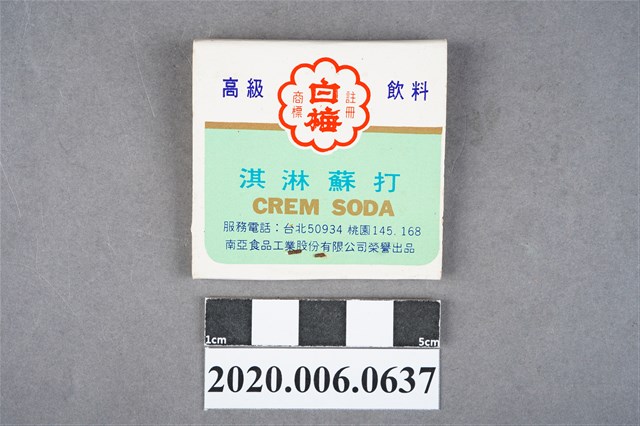 高級 飲料
商標 白梅 註冊
淇淋蘇打
CREM SODA
服務電話：台北50934 桃園145.168
南亞食品工業股份有限公司榮譽出品
1cm 5cm
2020.006.0637